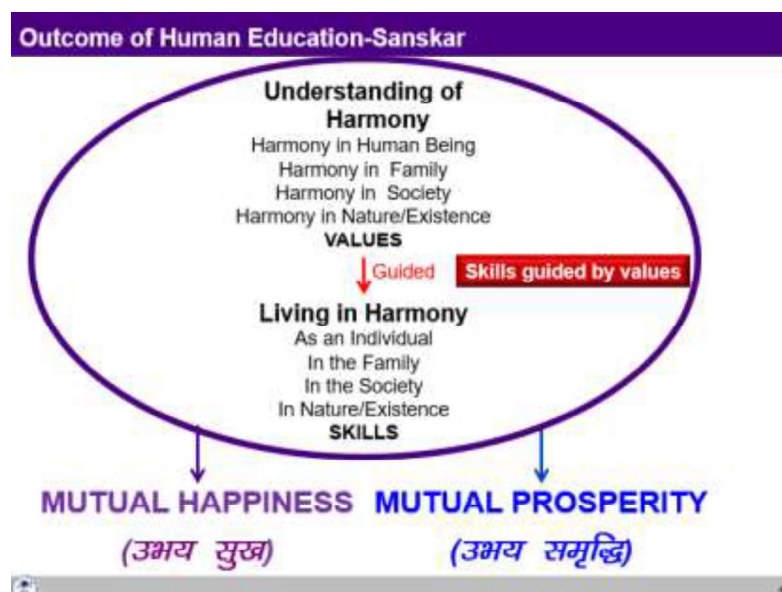 Outcome of Human Education-Sanskar
Understanding of
Harmony
Harmony in Human Being
Harmony in Family
Harmony in Society
Harmony in Nature/Existence
VALUES
Guided
Skills guided by values
Living in Harmony
As an Individual
In the Family
In the Society
In Nature/Existence
SKILLS
MUTUAL HAPPINESS MUTUAL PROSPERITY
(उभय सुख) (उभय समृद्धि)